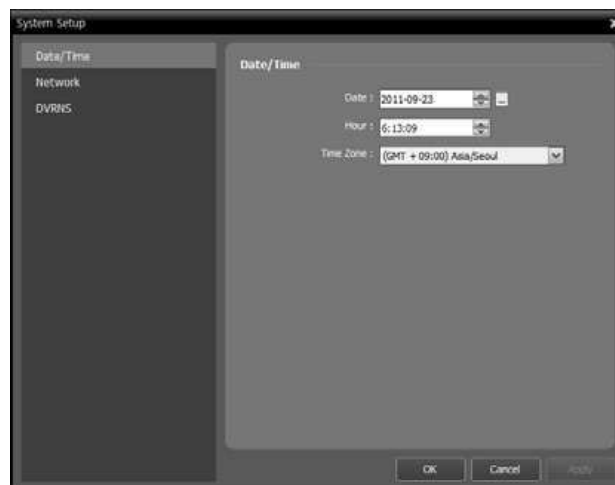 System Setup
Date/Time
Network
DVRNS
Date/Time
Date : 2011-09-23
Hour : 6:13:09
Time Zone : (GMT + 09:00) Asia/Seoul
OK Cancel Apply